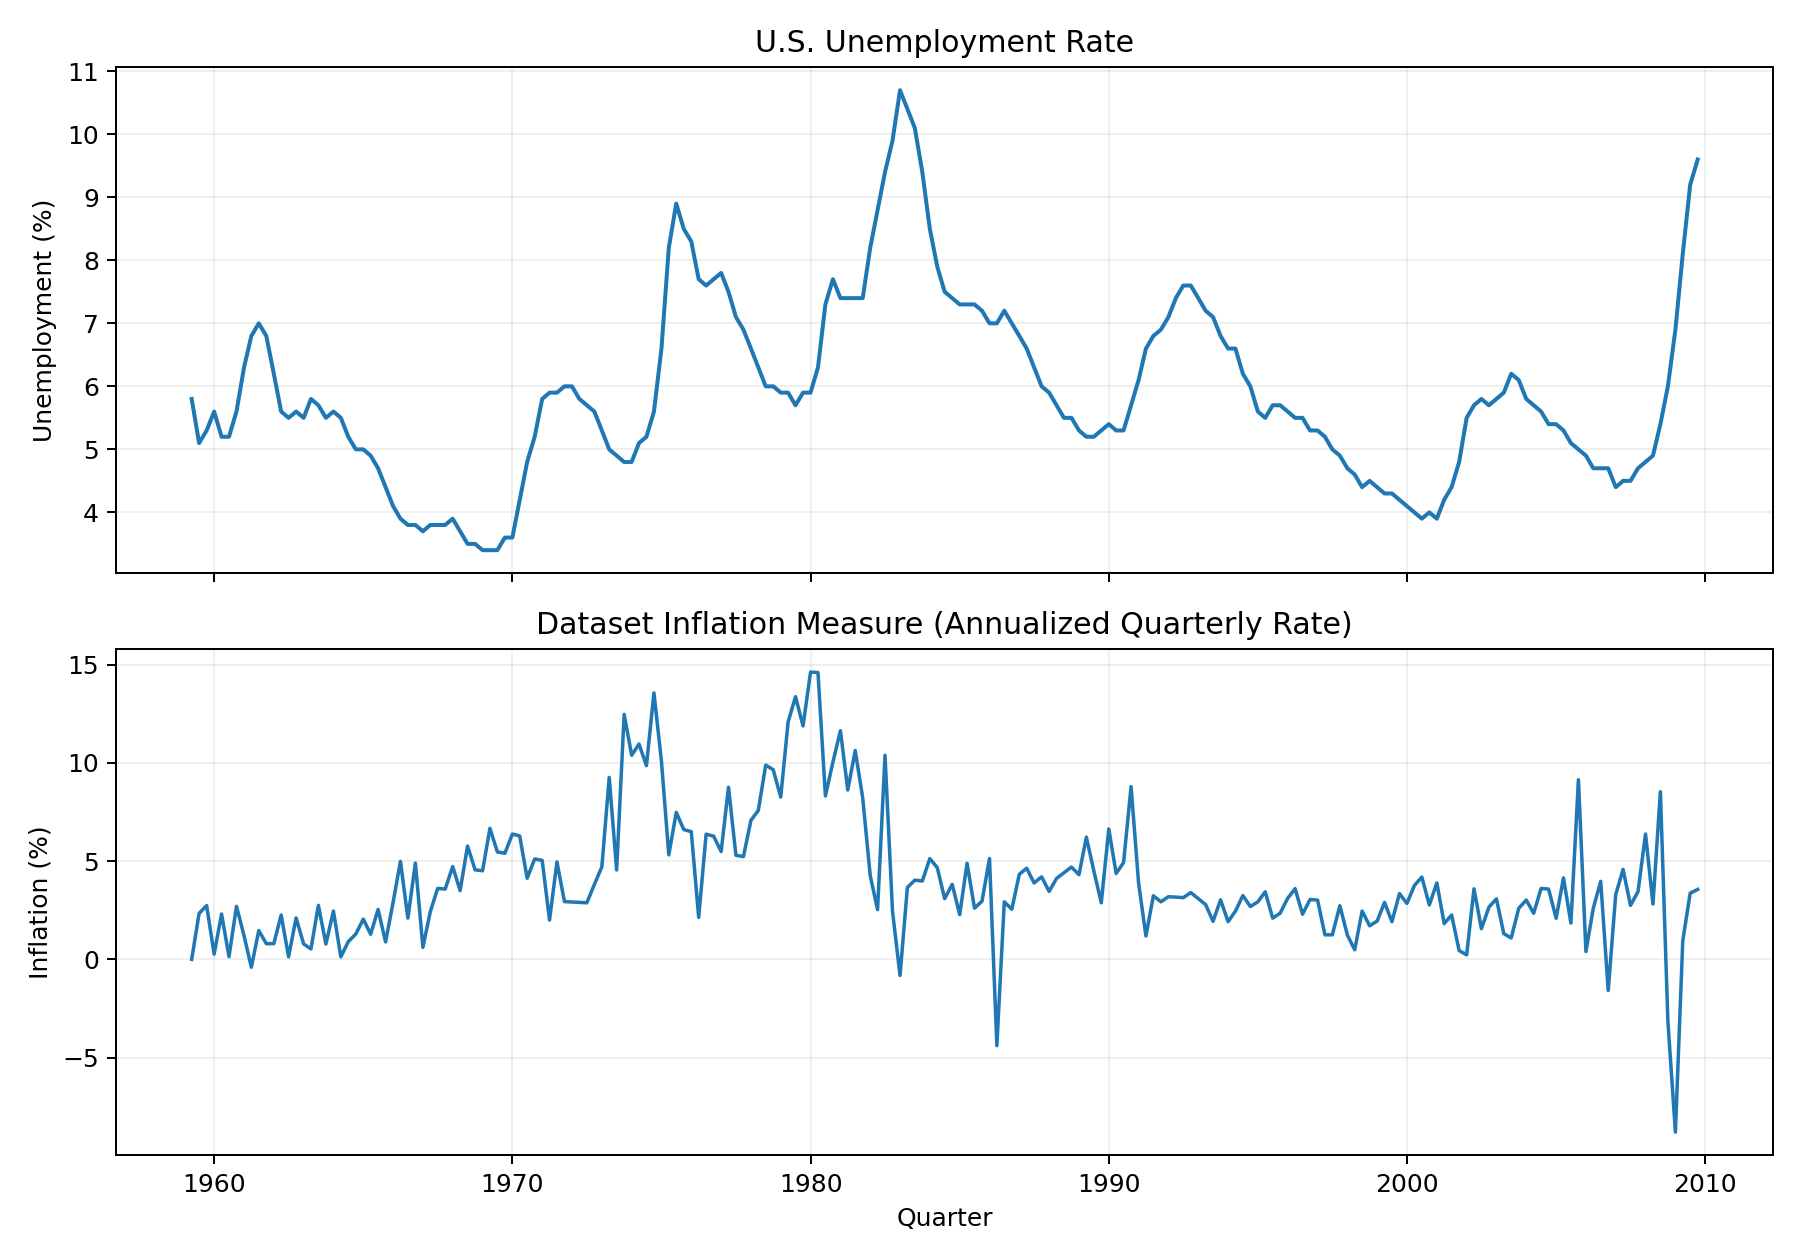 U.S. Unemployment Rate
11
10
9
8
7
6
5
4
Unemployment (%)
Dataset Inflation Measure (Annualized Quarterly Rate)
15
10
5
0
−5
Inflation (%)
1960 1970 1980 1990 2000 2010
Quarter